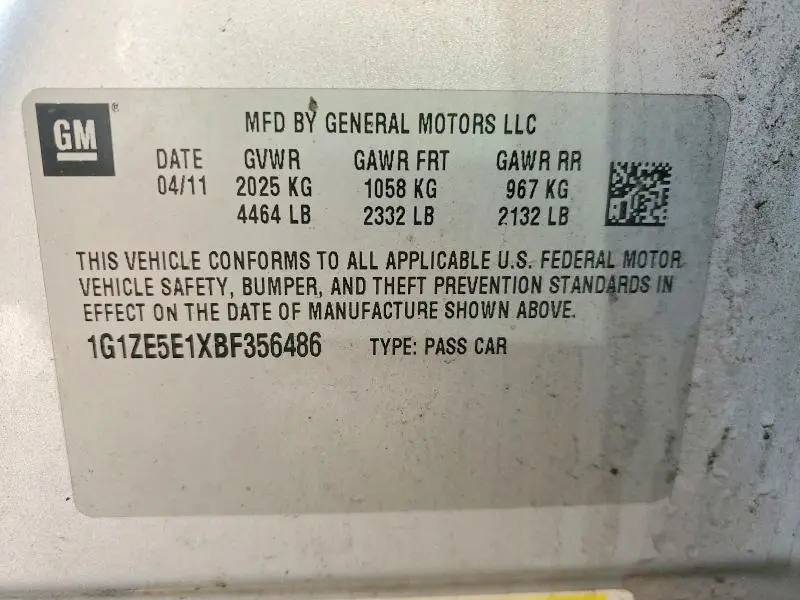 GM®
MFD BY GENERAL MOTORS LLC
DATE GVWR GAWR FRT GAWR RR
04/11 2025 KG 1058 KG 967 KG
4464 LB 2332 LB 2132 LB
THIS VEHICLE CONFORMS TO ALL APPLICABLE U.S. FEDERAL MOTOR
VEHICLE SAFETY, BUMPER, AND THEFT PREVENTION STANDARDS IN
EFFECT ON THE DATE OF MANUFACTURE SHOWN ABOVE.
1G1ZE5E1XBF356486 TYPE: PASS CAR